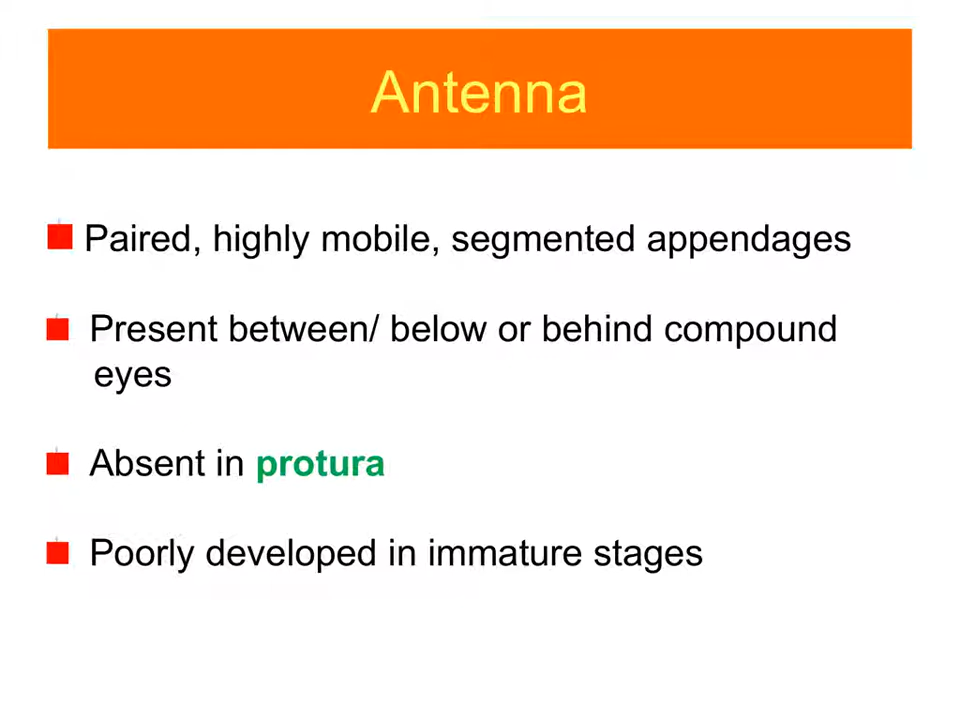 Antenna
Paired, highly mobile, segmented appendages
Present between/ below or behind compound
eyes
Absent in protura
Poorly developed in immature stages